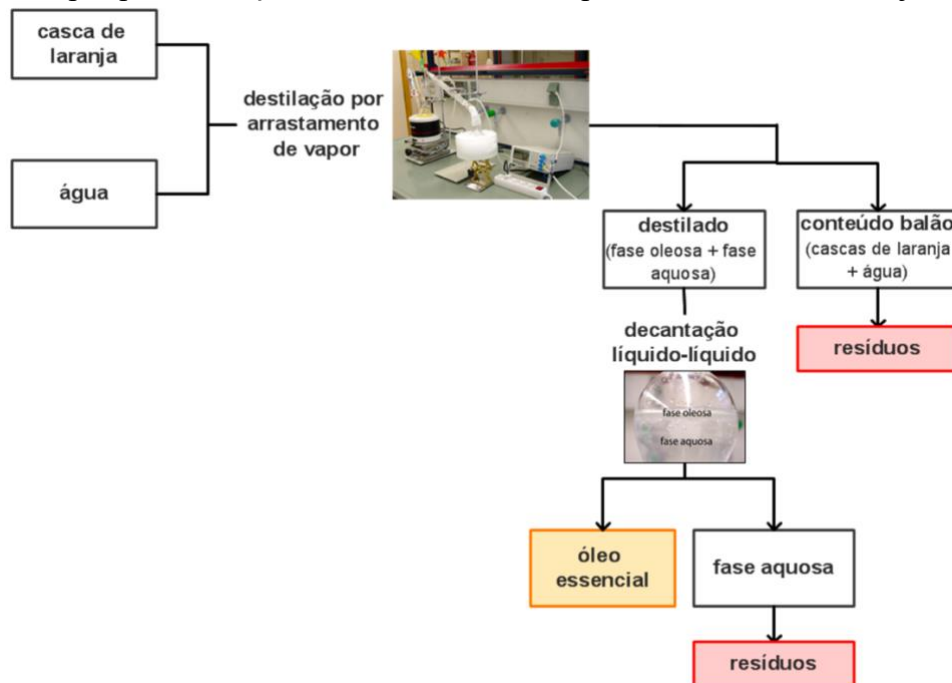 casca de
laranja
água
destilação por
arrastamento
de vapor
destilado
(fase oleosa + fase
aquosa)
conteúdo balão
(cascas de laranja
+ água)
resíduos
decantação
líquido-líquido
fase oleosa
fase aquosa
óleo
essencial
fase aquosa
resíduos